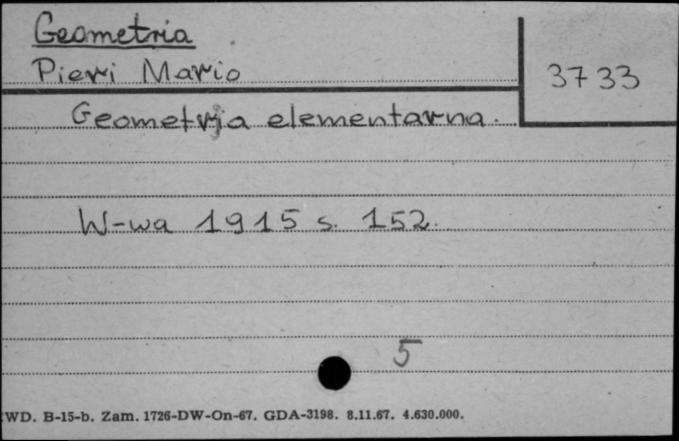 Geometria
Pieri Mario
3733
Geometrja elementarna.
W-wa 1915 s. 152.
5
WD. B-15-b. Zam. 1726-DW-On-67. GDA-3198. 8.11.67. 4.630.000.